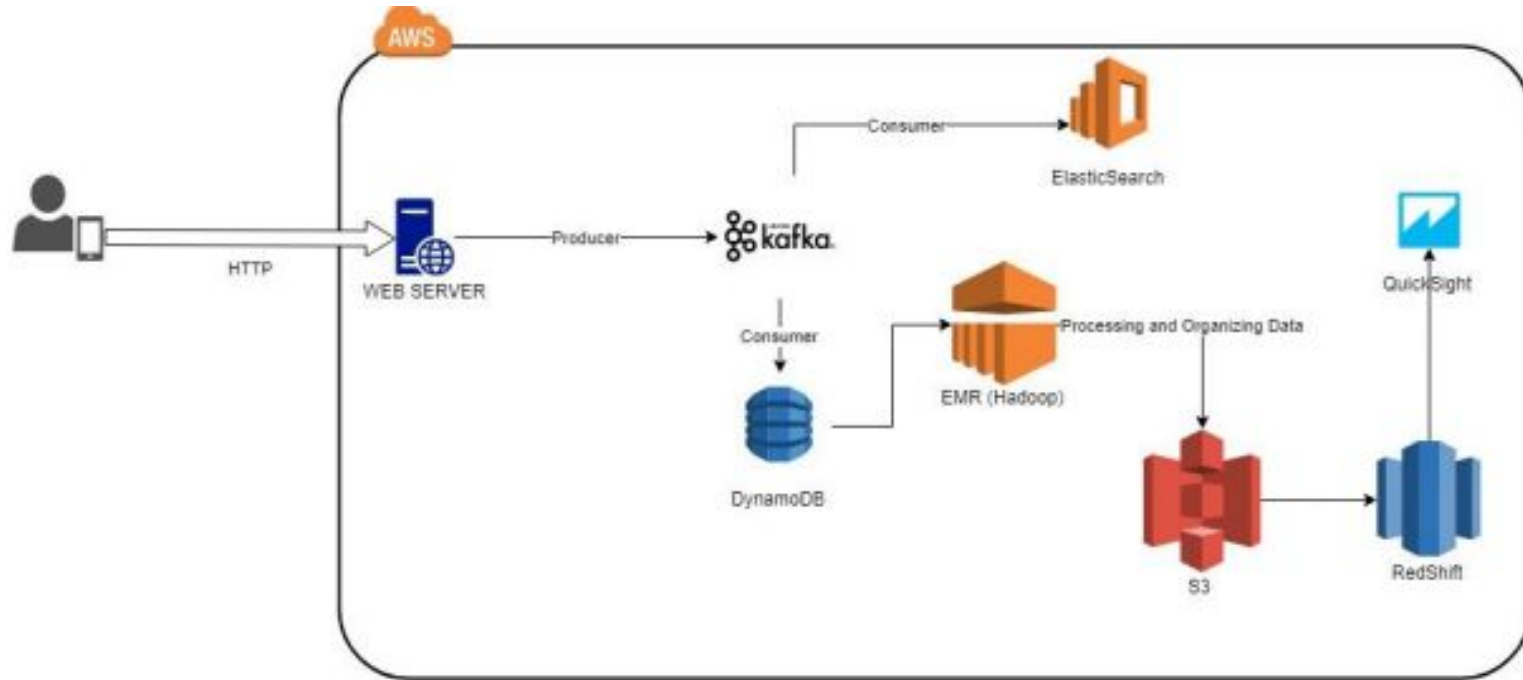 AWS
Consumer
ElasticSearch
HTTP
WEB SERVER
Producer
kafka
QuickSight
Consumer
Processing and Organizing Data
EMR (Hadoop)
DynamoDB
S3
RedShift